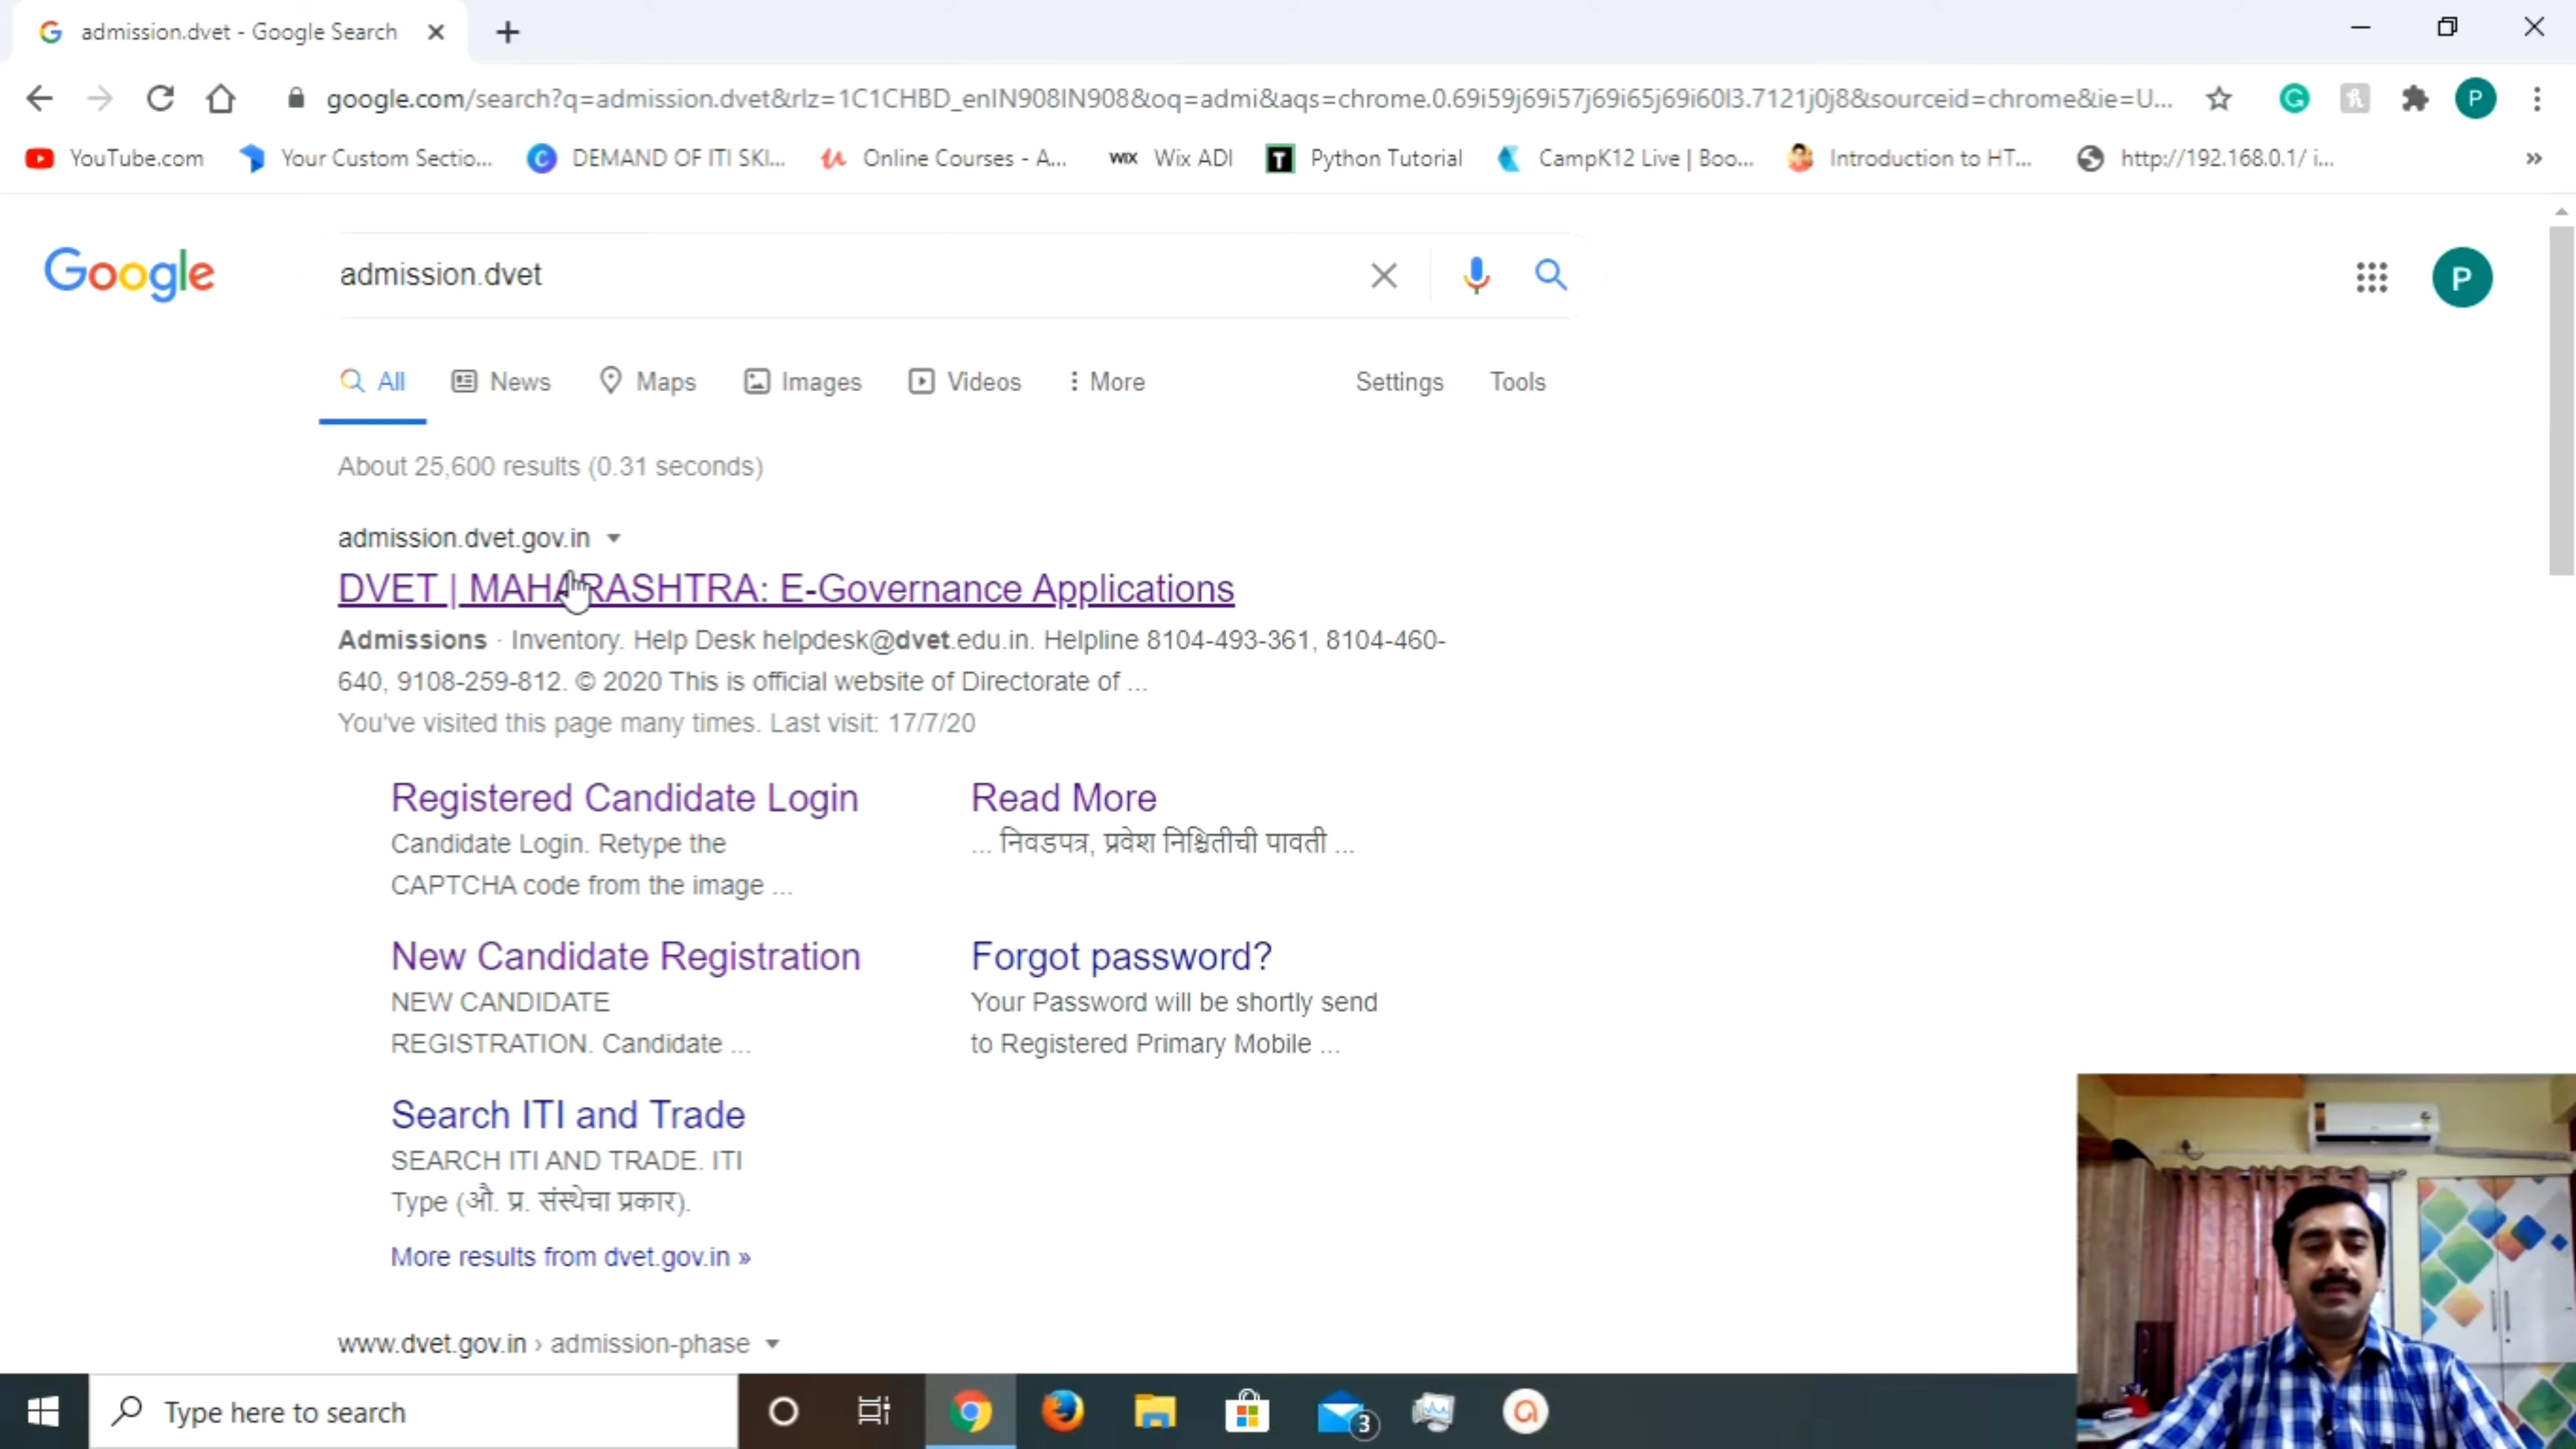 admission.dvet - Google Search
google.com/search?q=admission.dvet&rlz=1C1CHBD_enIN908IN908&oq=admi&aqs=chrome.0.69i59j69i57j69i65j69i60l3.7121j0j8&sourceid=chrome&ie=U...
P
YouTube.com
Your Custom Sectio...
DEMAND OF ITI SKI...
Online Courses - A...
WIX Wix ADI
T Python Tutorial
CampK12 Live | Boo...
Introduction to HT...
http://192.168.0.1/ i...
»
Google
admission.dvet
P
All News Maps Images Videos More Settings Tools
About 25,600 results (0.31 seconds)
admission.dvet.gov.in
DVET | MAHARASHTRA: E-Governance Applications
Admissions · Inventory. Help Desk helpdesk@dvet.edu.in. Helpline 8104-493-361, 8104-460-
640, 9108-259-812. © 2020 This is official website of Directorate of ...
You've visited this page many times. Last visit: 17/7/20
Registered Candidate Login
Candidate Login. Retype the
CAPTCHA code from the image ...
Read More
... निवडपत्र, प्रवेश निश्चितीची पावती ...
New Candidate Registration
NEW CANDIDATE
REGISTRATION. Candidate ...
Forgot password?
Your Password will be shortly send
to Registered Primary Mobile ...
Search ITI and Trade
SEARCH ITI AND TRADE. ITI
Type (औ. प्र. संस्थेचा प्रकार).
More results from dvet.gov.in »
www.dvet.gov.in › admission-phase
Type here to search
3